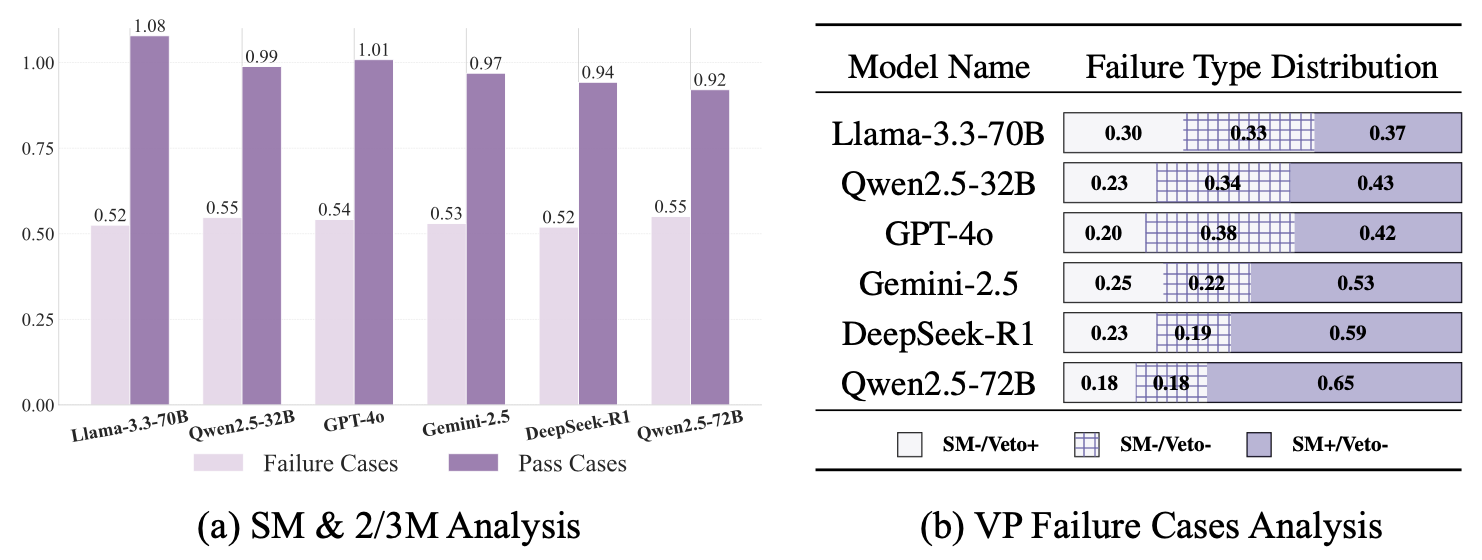 1.08
0.99
1.01
0.97
0.94
0.92
1.00
0.75
0.52
0.55
0.54
0.53
0.52
0.55
0.50
0.25
0.00
Llama-3.3-70B
Qwen2.5-32B
GPT-4o
Gemini-2.5
DeepSeek-R1
Qwen2.5-72B
Failure Cases
Pass Cases
(a) SM & 2/3M Analysis
Model Name Failure Type Distribution
Llama-3.3-70B 0.30 0.33 0.37
Qwen2.5-32B 0.23 0.34 0.43
GPT-4o 0.20 0.38 0.42
Gemini-2.5 0.25 0.22 0.53
DeepSeek-R1 0.23 0.19 0.59
Qwen2.5-72B 0.18 0.18 0.65
SM-/Veto+ SM-/Veto- SM+/Veto-
(b) VP Failure Cases Analysis